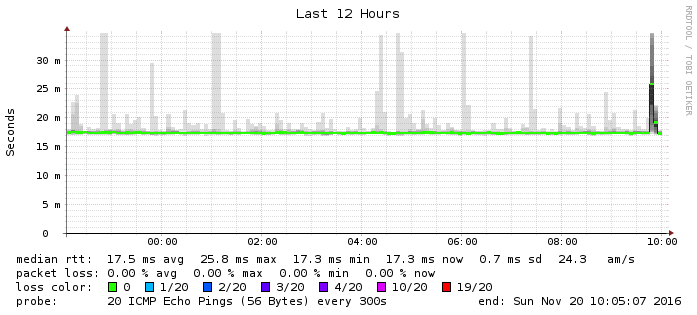 Last 12 Hours
RRDTOOL / TOBI OETIKER
Seconds
30 m
25 m
20 m
15 m
10 m
5 m
0
00:00 02:00 04:00 06:00 08:00 10:00
median rtt: 17.5 ms avg 25.8 ms max 17.3 ms min 17.3 ms now 0.7 ms sd 24.3 am/s
packet loss: 0.00 % avg 0.00 % max 0.00 % min 0.00 % now
loss color: 0 1/20 2/20 3/20 4/20 10/20 19/20
probe: 20 ICMP Echo Pings (56 Bytes) every 300s end: Sun Nov 20 10:05:07 2016